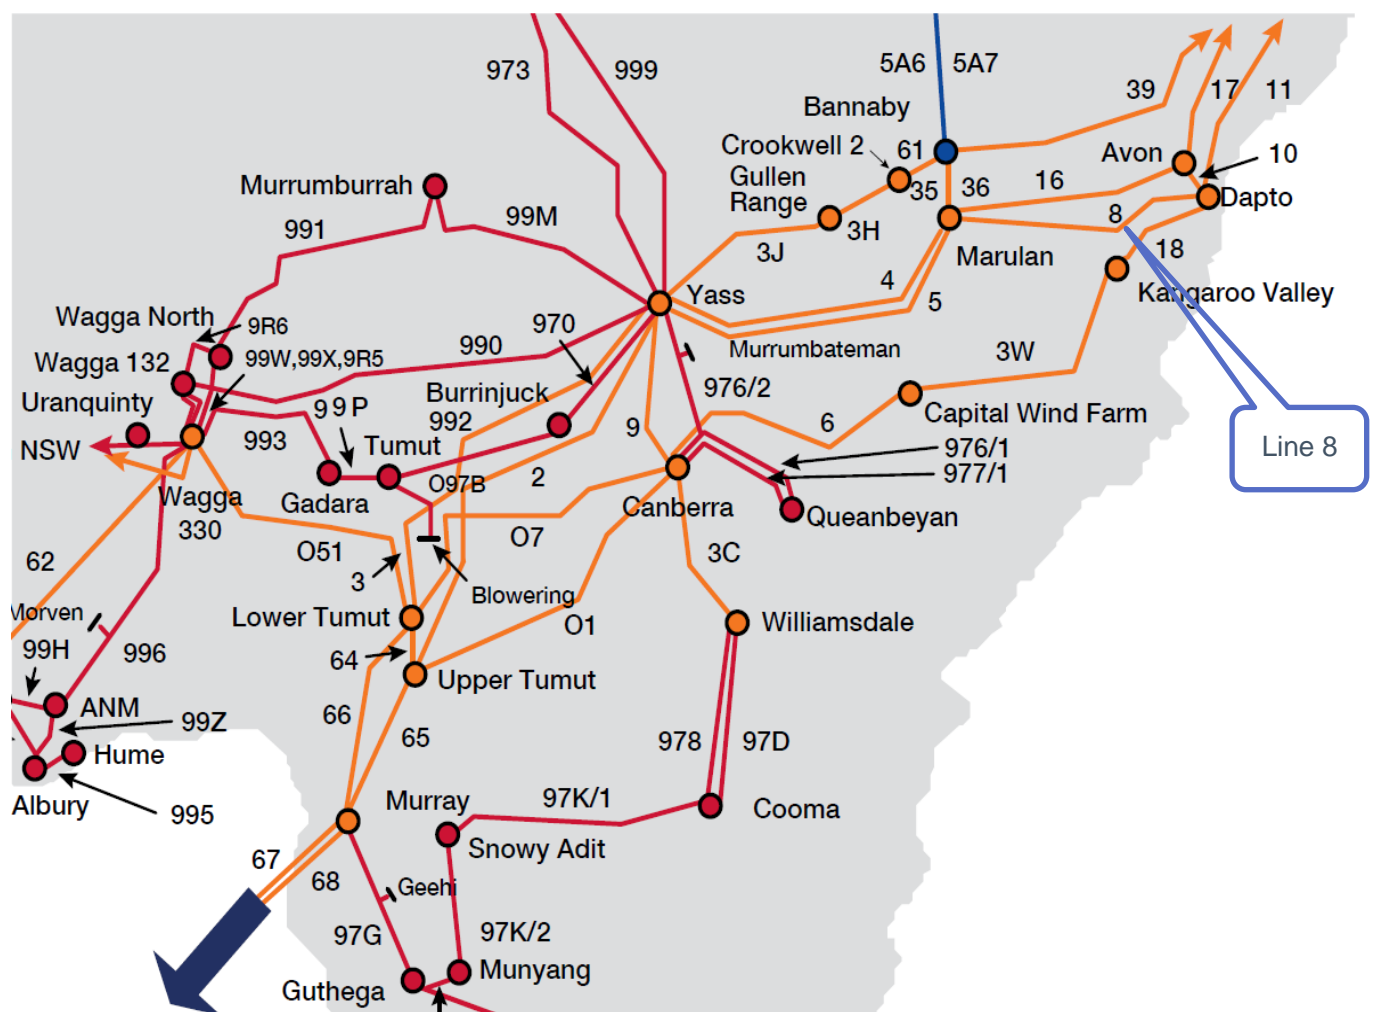 973
999
5A6
5A7
39
17
11
Bannaby
Crookwell 2
61
Avon
10
Gullen
Range
35
36
16
Dapto
Murrumburrah
99M
991
3H
3J
8
18
Marulan
4
5
Yass
Kangaroo Valley
Wagga North
9R6
970
990
Murrumbateman
3W
Wagga 132
99W,99X,9R5
976/2
Burrinjuck
Uranquinty
99P
992
9
6
Capital Wind Farm
Line 8
NSW
993
Tumut
976/1
977/1
Wagga
Gadara
O97B
2
Canberra
Queanbeyan
330
O51
O7
3C
62
3
Blowering
Morven
Lower Tumut
O1
Williamsdale
99H
996
64
Upper Tumut
ANM
99Z
66
65
978
97D
Hume
Albury
995
Murray
97K/1
Cooma
Snowy Adit
67
68
Geehi
97G
97K/2
Munyang
Guthega